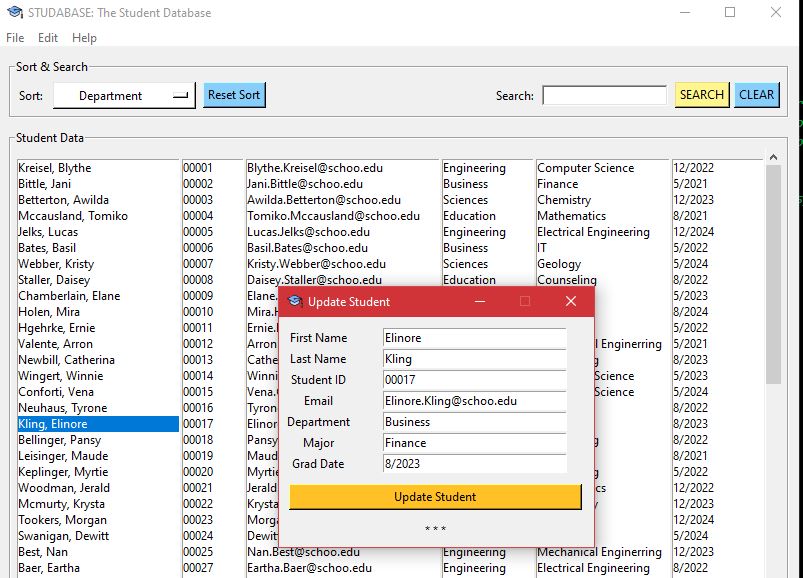 STUDABASE: The Student Database
File Edit Help
Sort & Search
Sort: Department Reset Sort Search: SEARCH CLEAR
Student Data
Kreisel, Blythe 00001 Blythe.Kreisel@schoo.edu Engineering Computer Science 12/2022
Bittle, Jani 00002 Jani.Bittle@schoo.edu Business Finance 5/2021
Betterton, Awilda 00003 Awilda.Betterton@schoo.edu Sciences Chemistry 12/2023
Mccausland, Tomiko 00004 Tomiko.Mccausland@schoo.edu Education Mathematics 8/2021
Jelks, Lucas 00005 Lucas.Jelks@schoo.edu Engineering Electrical Engineering 12/2024
Bates, Basil 00006 Basil.Bates@schoo.edu Business IT 5/2022
Webber, Kristy 00007 Kristy.Webber@schoo.edu Sciences Geology 5/2024
Staller, Daisey 00008 Daisey.Staller@schoo.edu Education Counseling 8/2022
Chamberlain, Elane 00009 Elane. Science 5/2023
Holen, Mira 00010 Mira. 8/2024
Hgehrke, Ernie 00011 Ernie. 5/2022
Valente, Arron 00012 Arron Engineering 5/2021
Newbill, Catherina 00013 8/2023
Wingert, Winnie 00014 Science 5/2023
Conforti, Vena 00015 Vena. Science 5/2023
Neuhaus, Tyrone 00016 Tyron 8/2022
Kling, Elinore 00017 Elinor 8/2023
Bellinger, Pansy 00018 Pansy 8/2022
Leisinger, Maude 00019 Maude 8/2021
Keplinger, Myrtie 00020 Myrtie 5/2024
Woodman, Jerald 00021 Jerald 12/2022
Mcmurty, Krysta 00022 Krysta 12/2023
Tookers, Morgan 00023 Morga 12/2024
Swanigan, Dewitt 00024 Dewitt 5/2024
Best, Nan 00025 Nan.Best@schoo.edu Engineering Mechanical Enginerring 12/2023
Baer, Eartha 00027 Eartha.Baer@schoo.edu Engineering Electrical Engineering 8/2022
Update Student
First Name Elinore
Last Name Kling
Student ID 00017
Email Elinore.Kling@schoo.edu
Department Business
Major Finance
Grad Date 8/2023
Update Student
* * *